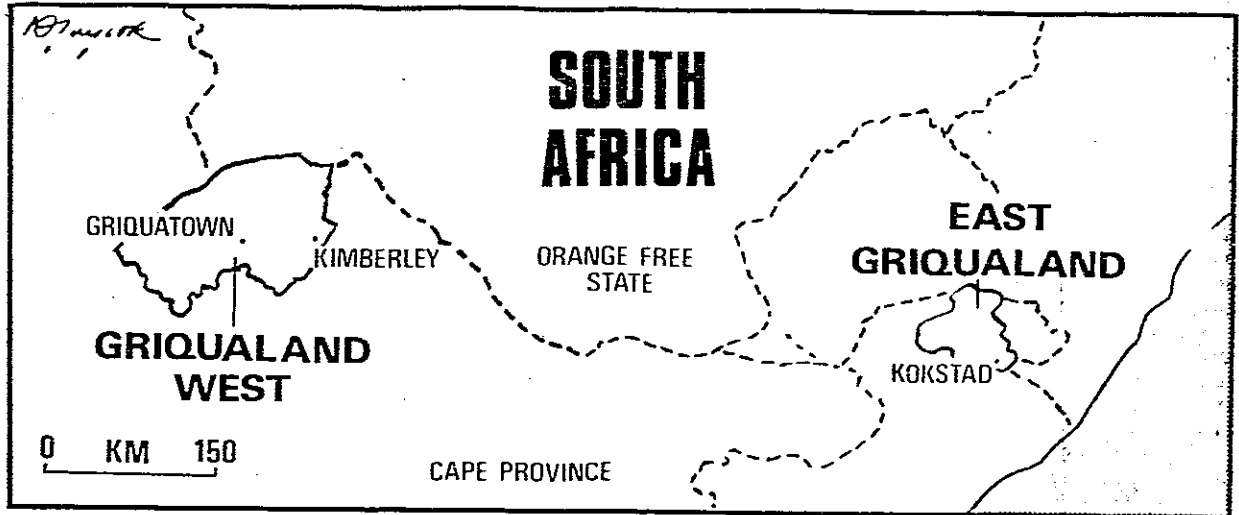 SOUTH
AFRICA
GRIQUATOWN
KIMBERLEY
ORANGE FREE
STATE
EAST
GRIQUALAND
GRIQUALAND
WEST
KOKSTAD
0 KM 150
CAPE PROVINCE